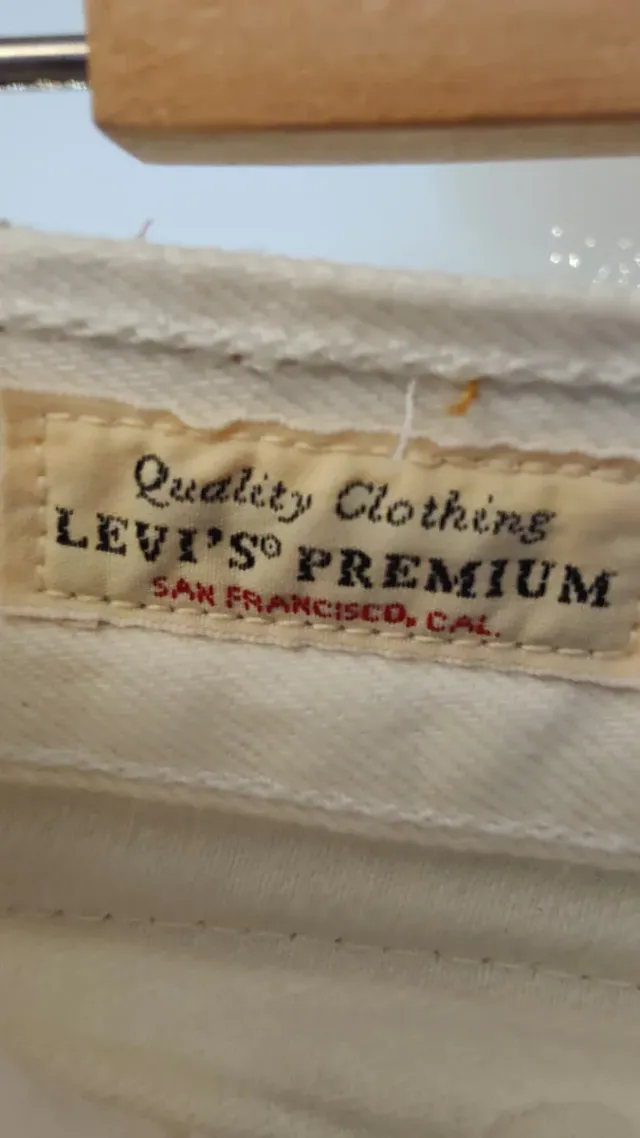 Quality Clothing
LEVI'S® PREMIUM
SAN FRANCISCO, CAL.